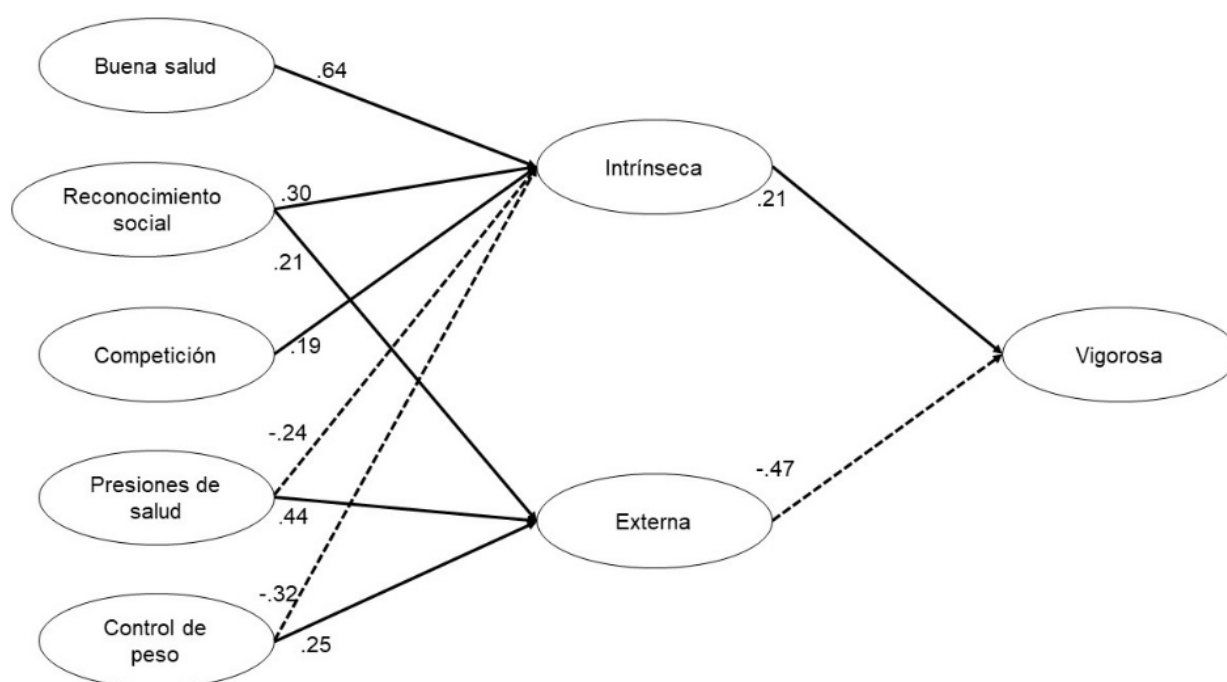 Buena salud
.64
Intrínseca
Reconocimiento
social
.30
.21
.21
Competición
.19
Vigorosa
-.24
Presiones de
salud
.44
Externa
-.47
-.32
Control de
peso
.25